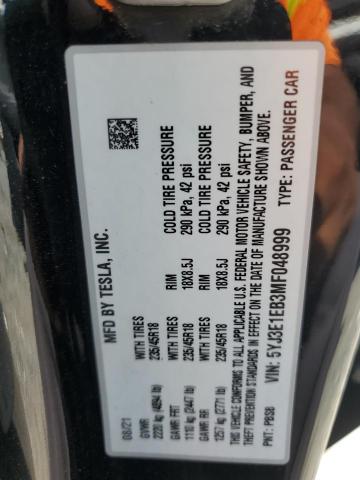 MFD BY TESLA, INC.
08/21
GVWR
2220 kg (4894 lb) WITH TIRES 235/45R18 RIM 18X8.5J COLD TIRE PRESSURE 290 kPa, 42 psi
GAWR FRT
1110 kg (2447 lb) WITH TIRES 235/45R18 RIM 18X8.5J COLD TIRE PRESSURE 290 kPa, 42 psi
GAWR RR
1257 kg (2771 lb)
THIS VEHICLE CONFORMS TO ALL APPLICABLE U.S. FEDERAL MOTOR VEHICLE SAFETY, BUMPER, AND
THEFT PREVENTION STANDARDS IN EFFECT ON THE DATE OF MANUFACTURE SHOWN ABOVE.
VIN: 5YJ3E1EB3MF048999 TYPE: PASSENGER CAR
PNT: PBSB